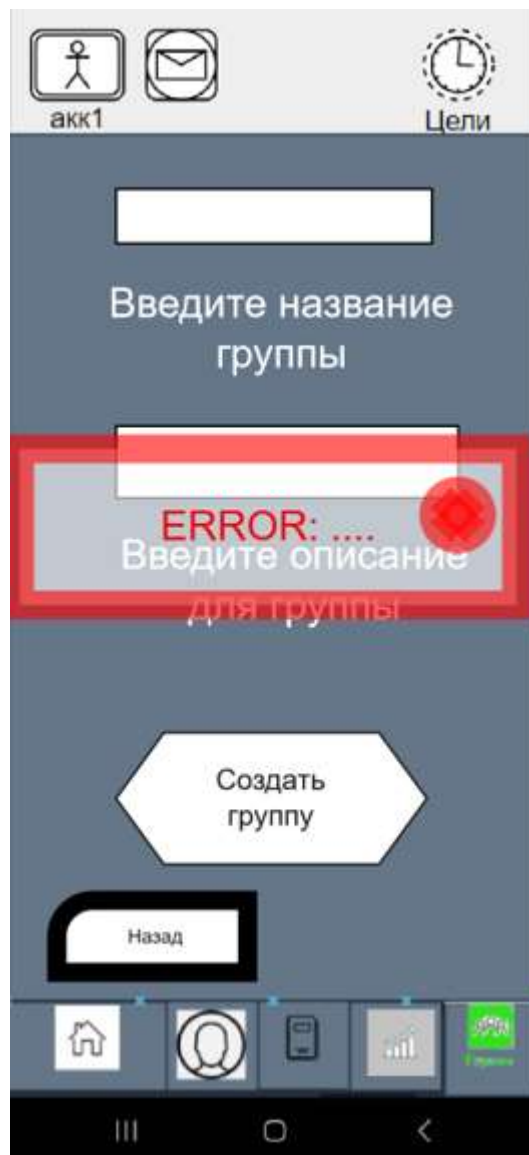 акк1
Цели
Введите название
группы
ERROR: ....
Введите описание
для группы
Создать
группу
Назад